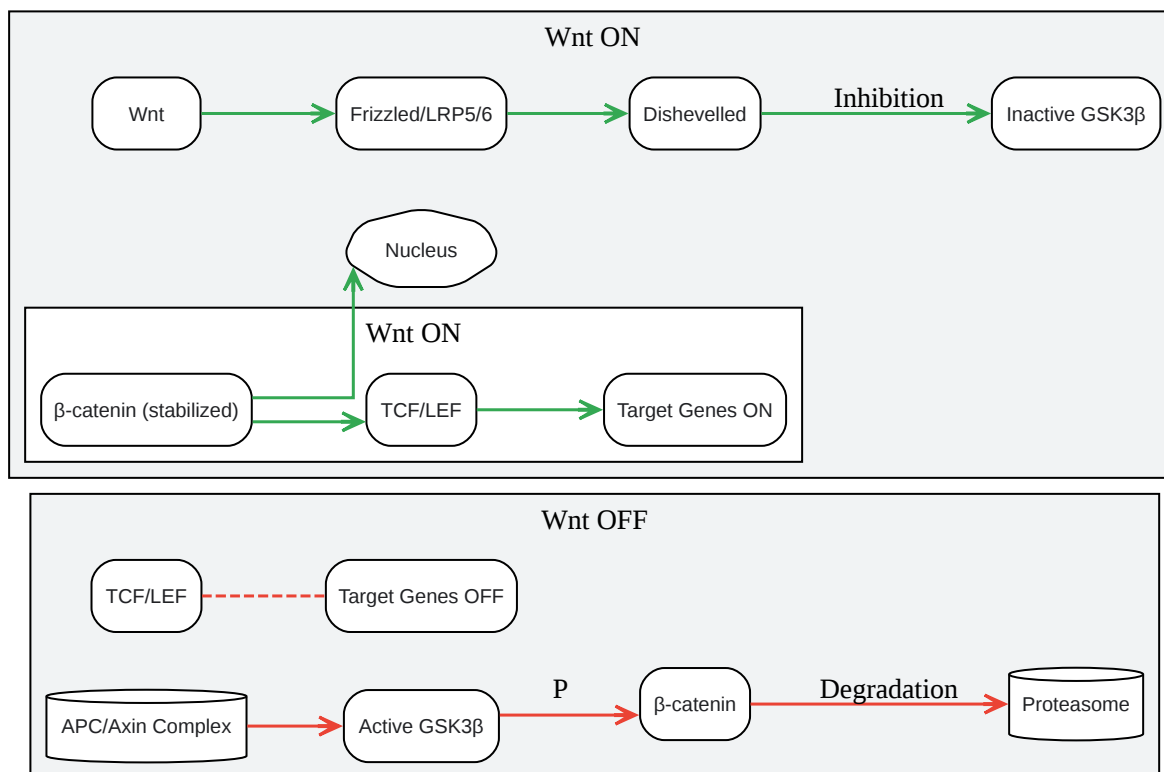 Wnt ON
Wnt
Frizzled/LRP5/6
Dishevelled
Inhibition
Inactive GSK3β
Nucleus
Wnt ON
β-catenin (stabilized)
TCF/LEF
Target Genes ON
Wnt OFF
TCF/LEF
Target Genes OFF
APC/Axin Complex
Active GSK3β
P
β-catenin
Degradation
Proteasome